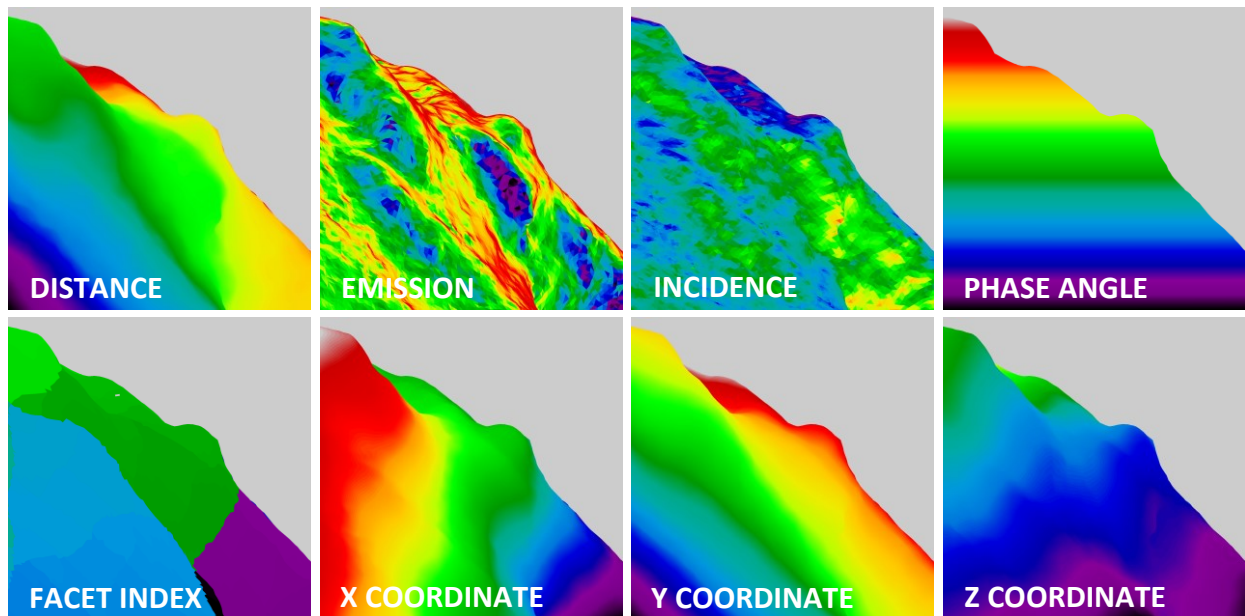 DISTANCE
EMISSION
INCIDENCE
PHASE ANGLE
FACET INDEX
X COORDINATE
Y COORDINATE
Z COORDINATE